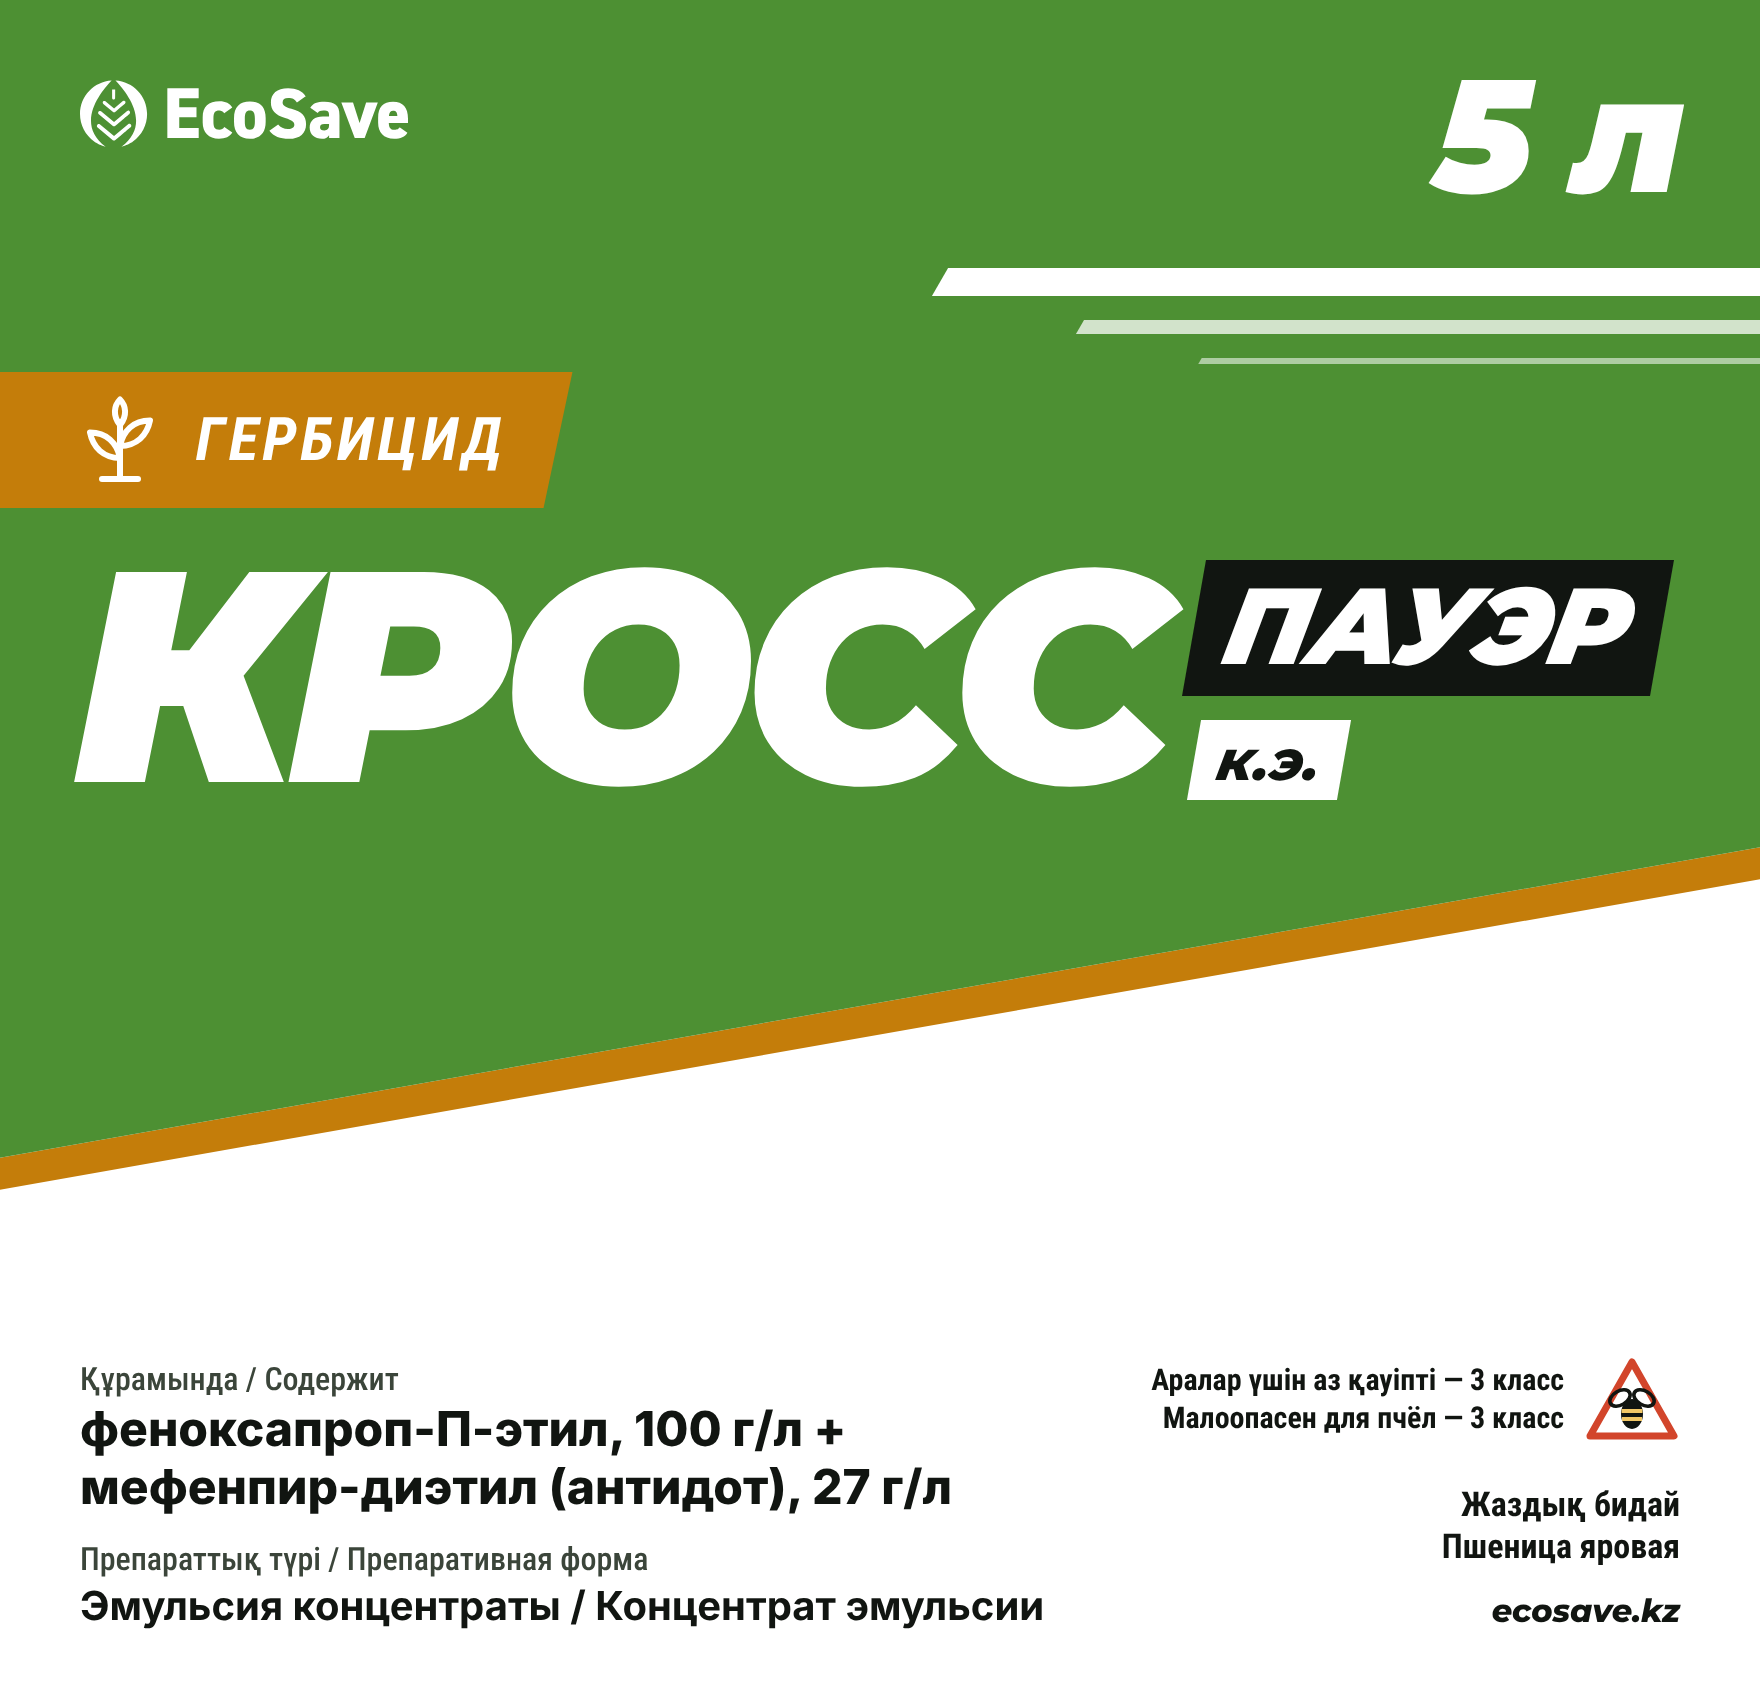 EcoSave
5 л
ГЕРБИЦИД
КРОСС ПАУЭР
к.э.
Құрамында / Содержит
феноксапроп-П-этил, 100 г/л +
мефенпир-диэтил (антидот), 27 г/л
Препараттық түрі / Препаративная форма
Эмульсия концентраты / Концентрат эмульсии
Аралар үшін аз қауіпті – 3 класс
Малоопасен для пчёл – 3 класс
Жаздық бидай
Пшеница яровая
ecosave.kz